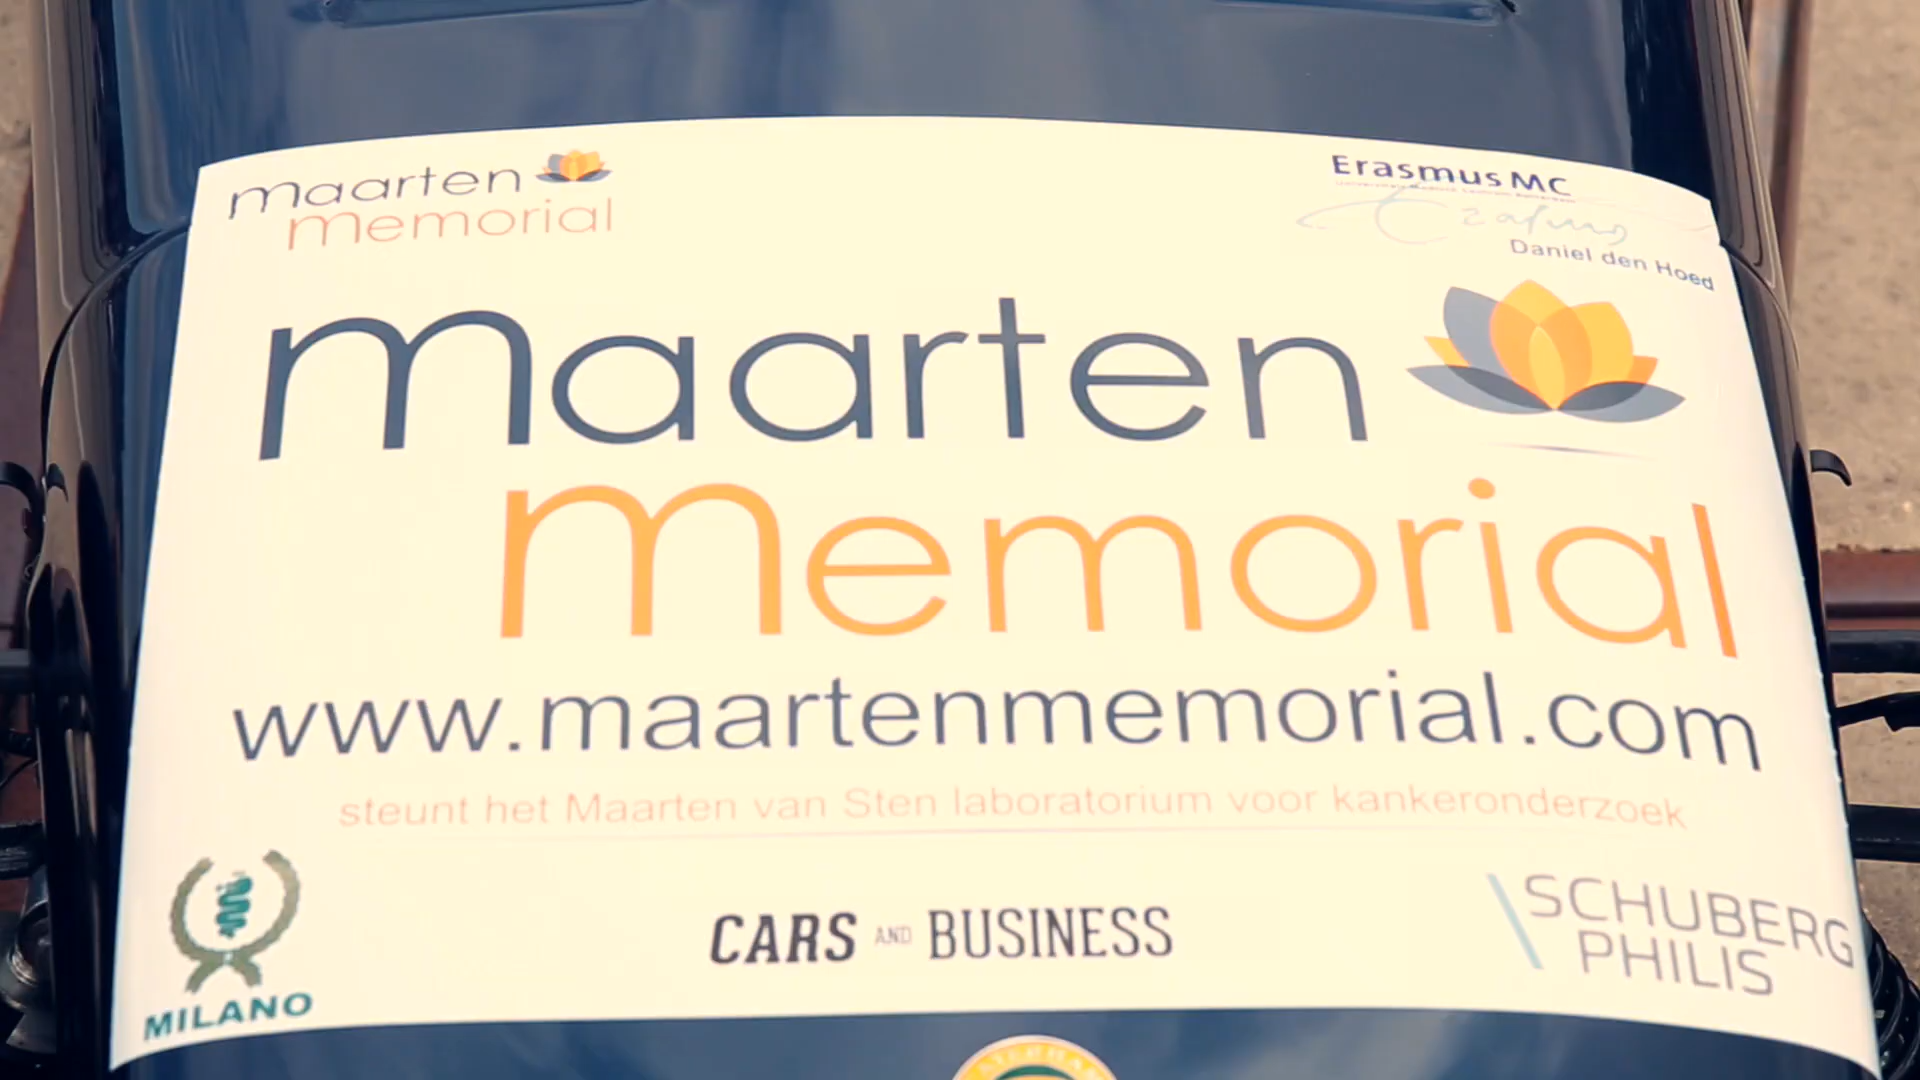 maarten
memorial
Erasmus MC
Erasmus
Daniel den Hoed
maarten
memorial
www.maartenmemorial.com
steunt het Maarten van Sten laboratorium voor kankeronderzoek
MILANO
CARS AND BUSINESS
SCHUBERG
PHILIS